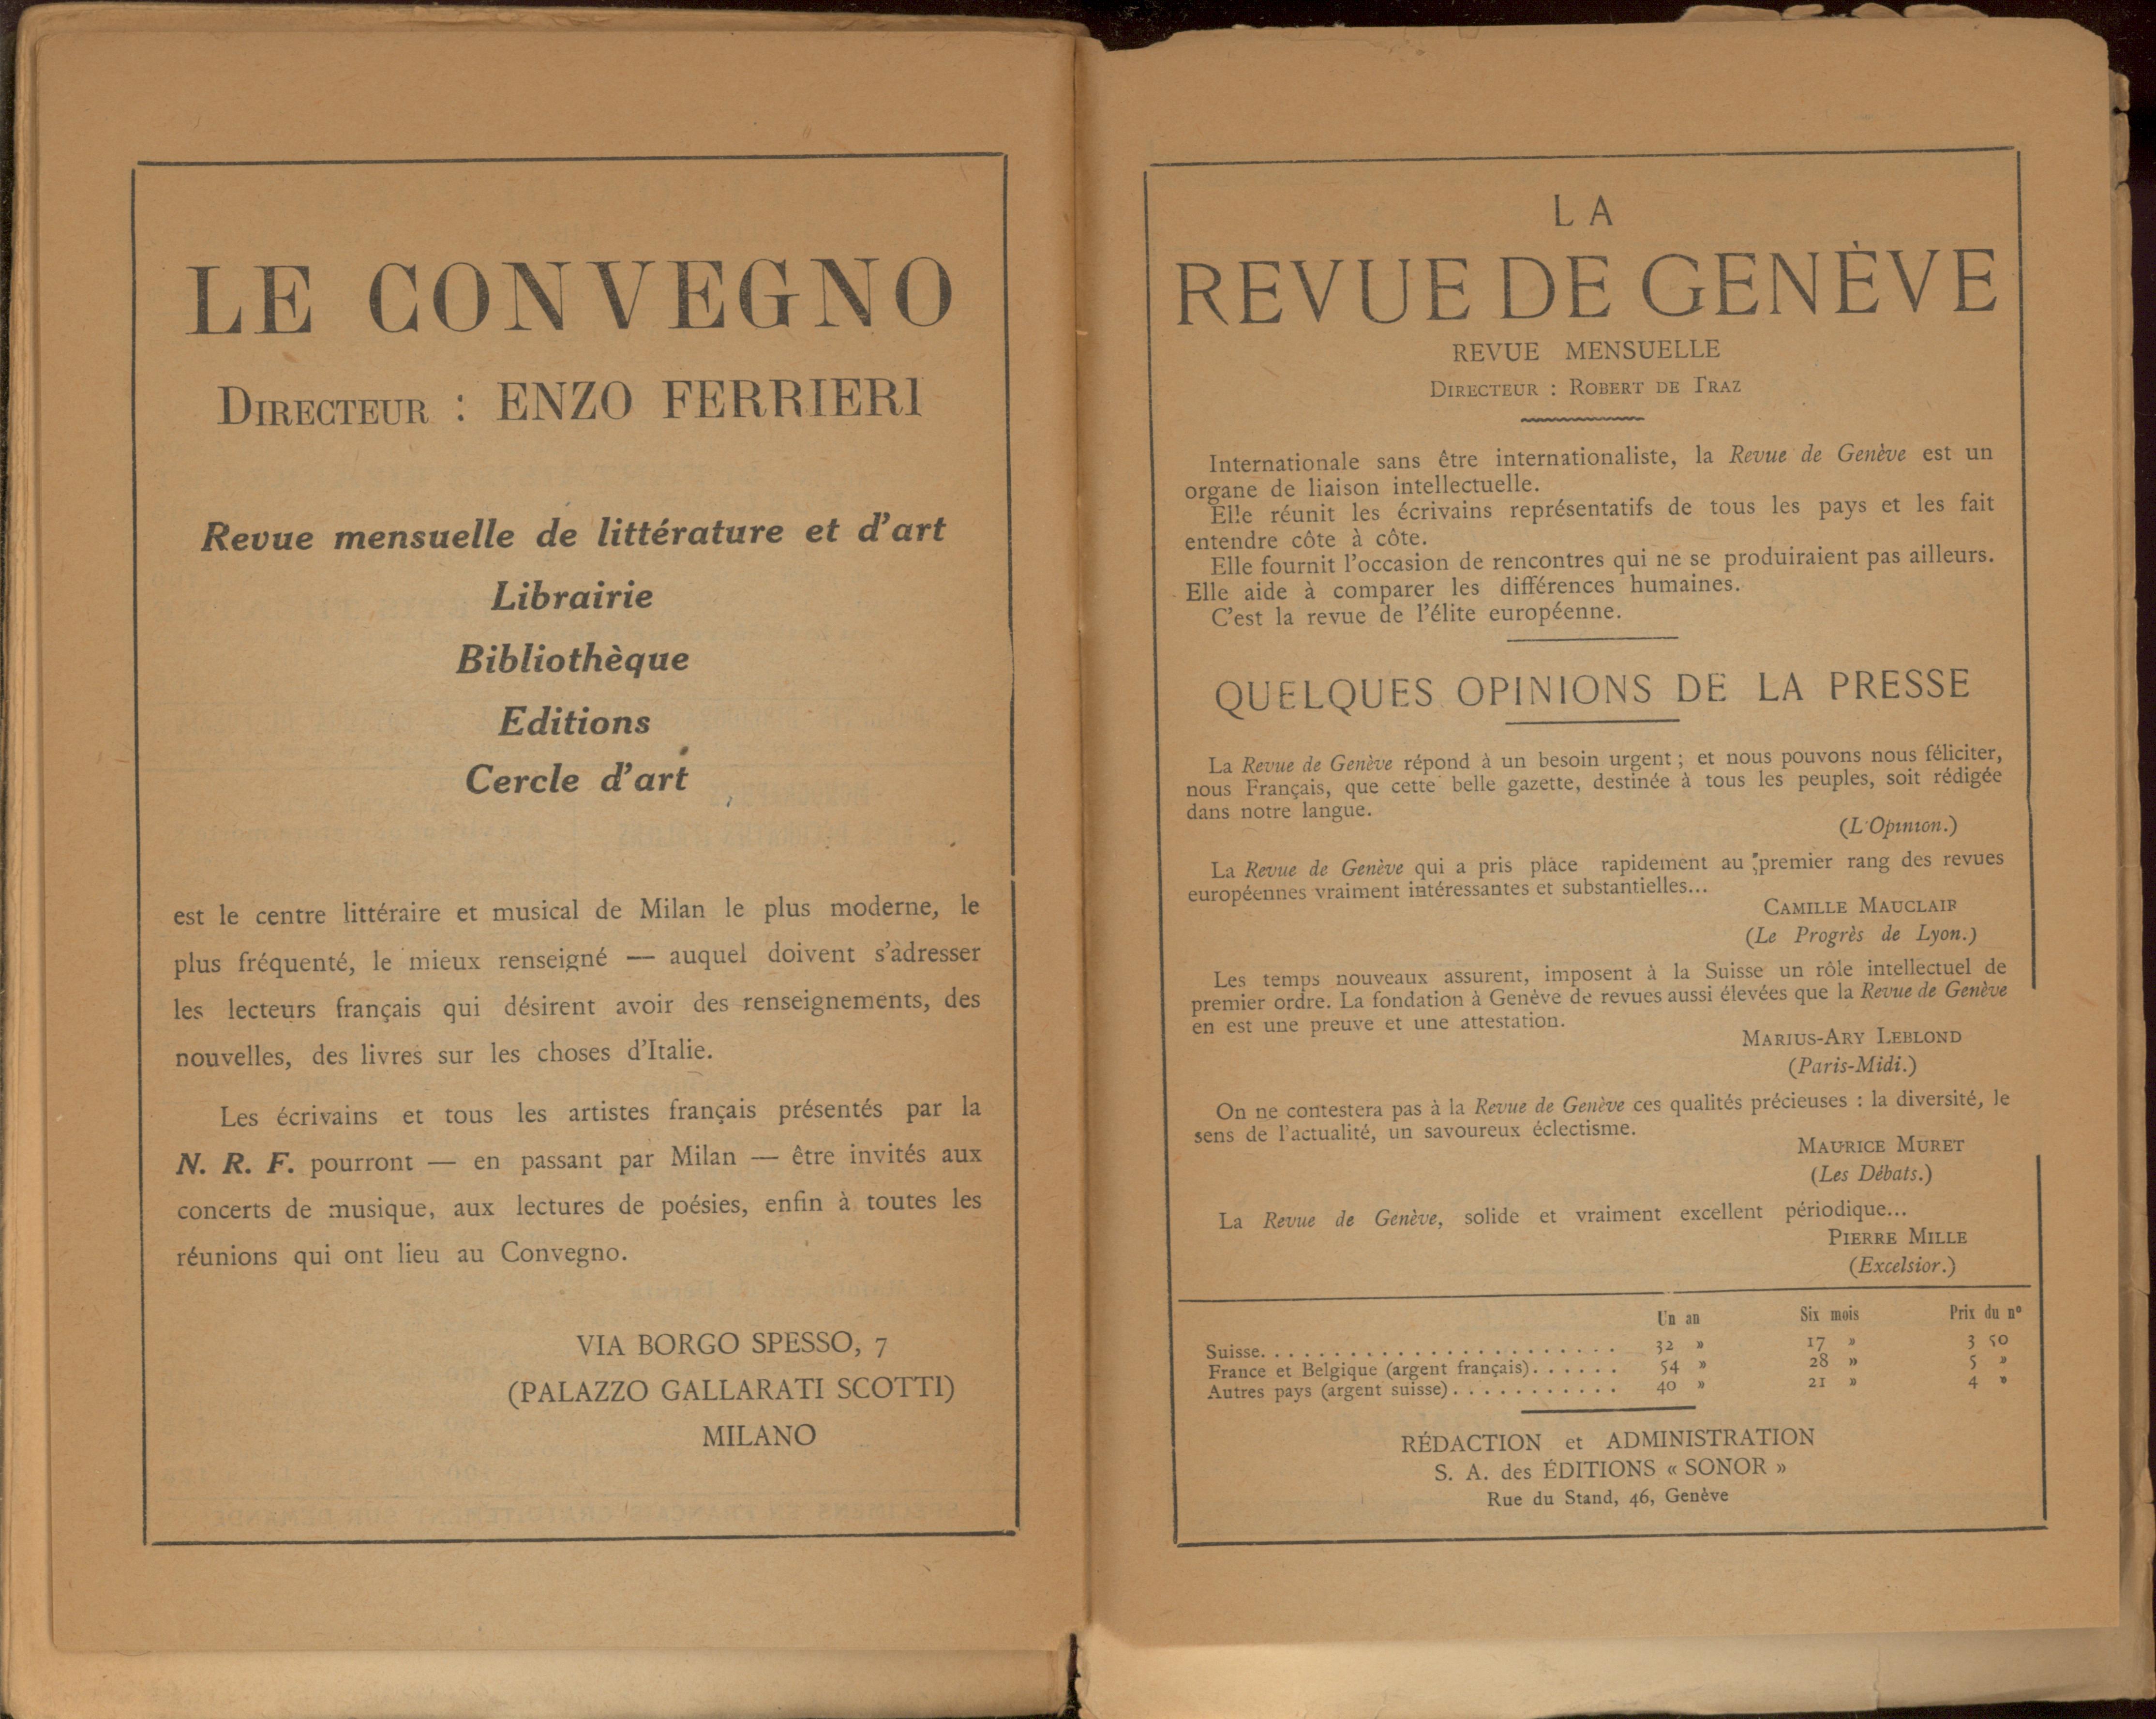 LE CONVEGNO
DIRECTEUR : ENZO FERRIERI
Revue mensuelle de littérature et d'art
Librairie
Bibliothèque
Editions
Cercle d'art
est le centre littéraire et musical de Milan le plus moderne, le
plus fréquenté, le mieux renseigné — auquel doivent s'adresser
les lecteurs français qui désirent avoir des renseignements, des
nouvelles, des livres sur les choses d'Italie.
Les écrivains et tous les artistes français présentés par la
N. R. F. pourront — en passant par Milan — être invités aux
concerts de musique, aux lectures de poésies, enfin à toutes les
réunions qui ont lieu au Convegno.
VIA BORGO SPESSO, 7
(PALAZZO GALLARATI SCOTTI)
MILANO
LA
REVUE DE GENÈVE
REVUE MENSUELLE
DIRECTEUR : ROBERT DE TRAZ
Internationale sans être internationaliste, la Revue de Genève est un
organe de liaison intellectuelle.
Elle réunit les écrivains représentatifs de tous les pays et les fait
entendre côte à côte.
Elle fournit l'occasion de rencontres qui ne se produiraient pas ailleurs.
Elle aide à comparer les différences humaines.
C'est la revue de l'élite européenne.
QUELQUES OPINIONS DE LA PRESSE
La Revue de Genève répond à un besoin urgent ; et nous pouvons nous féliciter,
nous Français, que cette belle gazette, destinée à tous les peuples, soit rédigée
dans notre langue.
(L'Opinion.)
La Revue de Genève qui a pris place rapidement au premier rang des revues
européennes vraiment intéressantes et substantielles...
CAMILLE MAUCLAIR
(Le Progrès de Lyon.)
Les temps nouveaux assurent, imposent à la Suisse un rôle intellectuel de
premier ordre. La fondation à Genève de revues aussi élevées que la Revue de Genève
en est une preuve et une attestation.
MARIUS-ARY LEBLOND
(Paris-Midi.)
On ne contestera pas à la Revue de Genève ces qualités précieuses : la diversité, le
sens de l'actualité, un savoureux éclectisme.
MAURICE MURET
(Les Débats.)
La Revue de Genève, solide et vraiment excellent périodique...
PIERRE MILLE
(Excelsior.)
Un an Six mois Prix du nº
Suisse. . . . . . . . . . . . . . . . . . . . . . . . 32 » 17 » 3 50
France et Belgique (argent français). . . . . . 54 » 28 » 5 »
Autres pays (argent suisse) . . . . . . . . . . . 40 » 21 » 4 »
RÉDACTION et ADMINISTRATION
S. A. des ÉDITIONS « SONOR »
Rue du Stand, 46, Genève